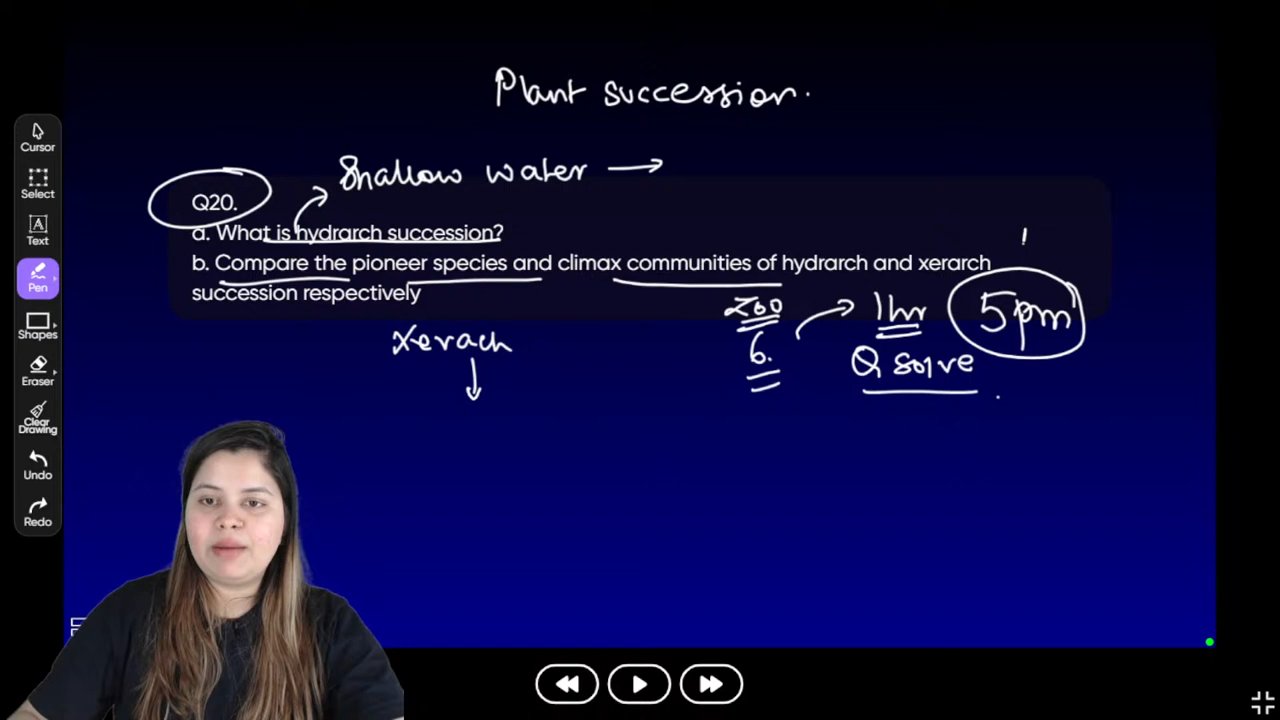 Plant succession.
Shallow water →
Q20.
a. What is hydrarch succession?
b. Compare the pioneer species and climax communities of hydrarch and xerarch
succession respectively
Xerach
200
6.
1hr
Q solve
5pm
Cursor
Select
Text
Pen
Shapes
Eraser
Clear
Drawing
Undo
Redo